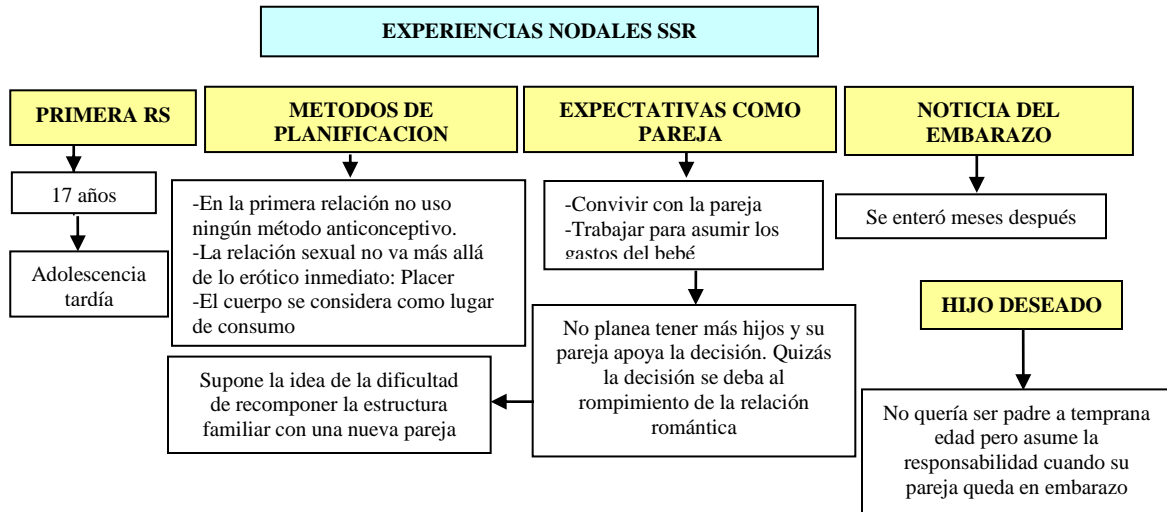 EXPERIENCIAS NODALES SSR
PRIMERA RS
17 años
Adolescencia
tardía
METODOS DE
PLANIFICACION
-En la primera relación no uso
ningún método anticonceptivo.
-La relación sexual no va más allá
de lo erótico inmediato: Placer
-El cuerpo se considera como lugar
de consumo
EXPECTATIVAS COMO
PAREJA
-Convivir con la pareja
-Trabajar para asumir los
gastos del bebé
No planea tener más hijos y su
pareja apoya la decisión. Quizás
la decisión se deba al
rompimiento de la relación
romántica
Supone la idea de la dificultad
de recomponer la estructura
familiar con una nueva pareja
NOTICIA DEL
EMBARAZO
Se enteró meses después
HIJO DESEADO
No quería ser padre a temprana
edad pero asume la
responsabilidad cuando su
pareja queda en embarazo